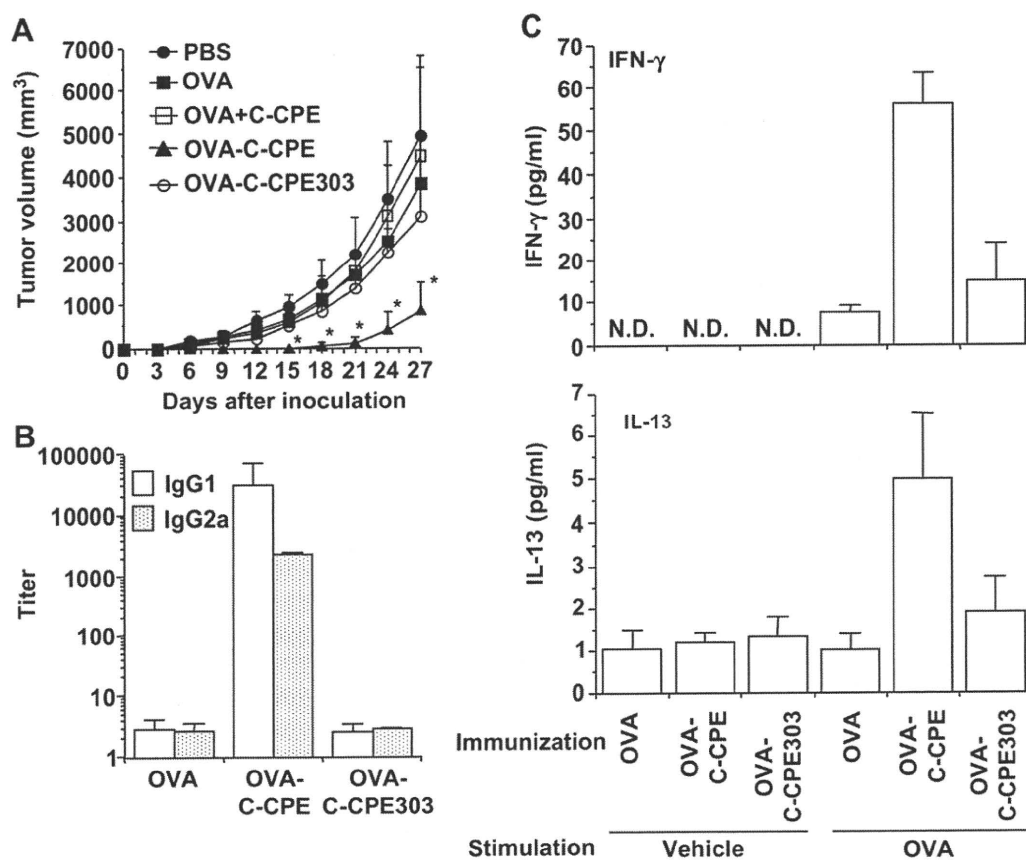 A
7000
6000
5000
4000
3000
2000
1000
0
Tumor volume (mm³)
PBS
OVA
OVA+C-CPE
OVA-C-CPE
OVA-C-CPE303
* * * * *
0 3 6 9 12 15 18 21 24 27
Days after inoculation
B
100000
10000
1000
100
10
1
Titer
IgG1
IgG2a
OVA
OVA-C-CPE
OVA-C-CPE303
C
70
60
50
40
30
20
10
0
IFN-γ (pg/ml)
IFN-γ
N.D. N.D. N.D.
7
6
5
4
3
2
1
0
IL-13 (pg/ml)
IL-13
Immunization
OVA
OVA-
C-CPE
OVA-
C-CPE303
OVA
OVA-
C-CPE
OVA-
C-CPE303
Stimulation Vehicle OVA